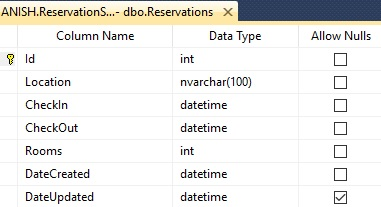 ANISH.ReservationS...- dbo.Reservations
Column Name Data Type Allow Nulls
Id int
Location nvarchar(100)
CheckIn datetime
CheckOut datetime
Rooms int
DateCreated datetime
DateUpdated datetime